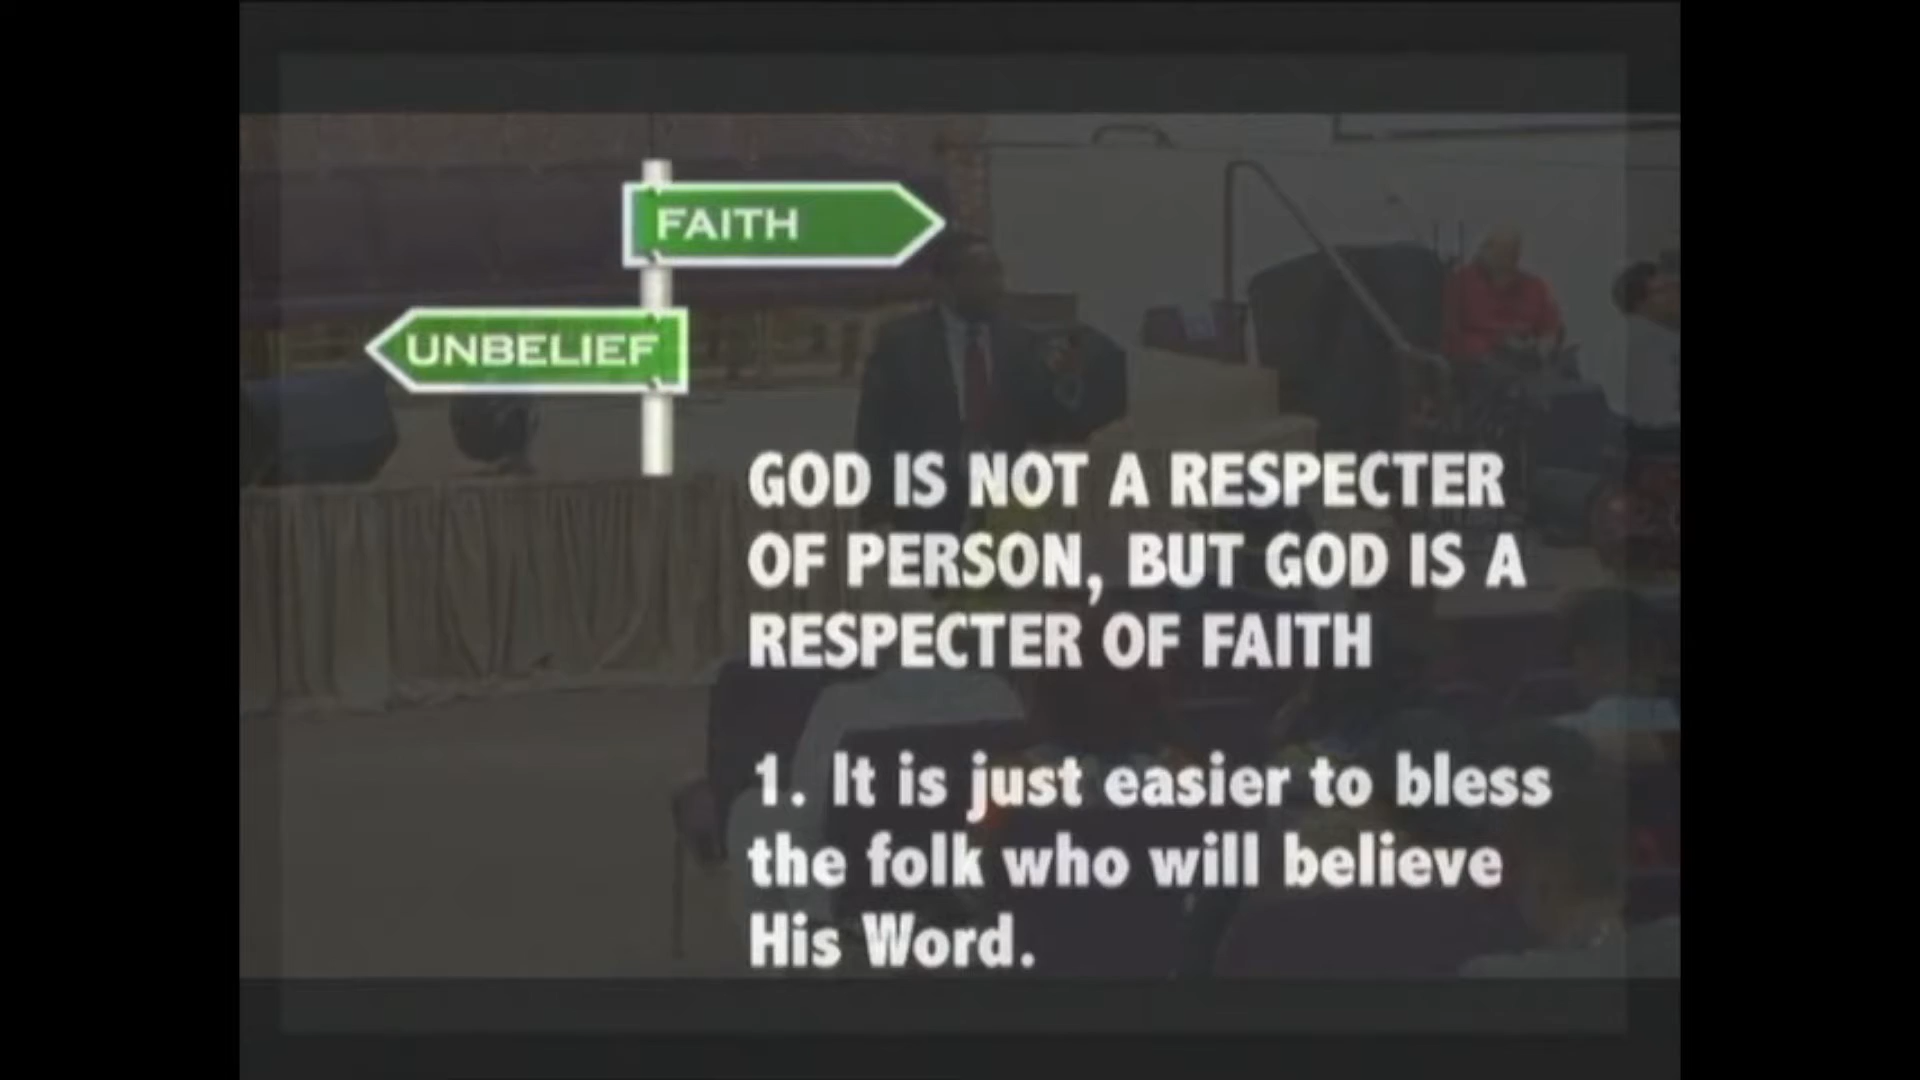 FAITH
UNBELIEF
GOD IS NOT A RESPECTER
OF PERSON, BUT GOD IS A
RESPECTER OF FAITH
1. It is just easier to bless
the folk who will believe
His Word.